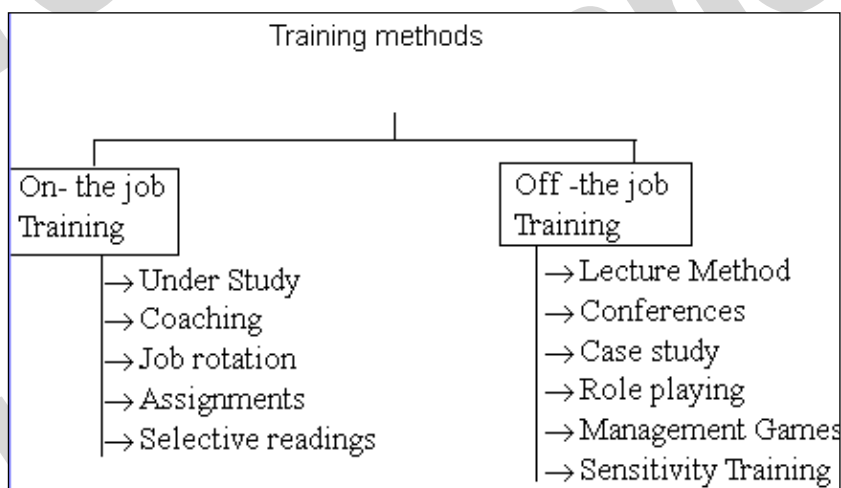 Training methods
On- the job
Training
→Under Study
→Coaching
→Job rotation
→Assignments
→Selective readings
Off -the job
Training
→Lecture Method
→Conferences
→Case study
→Role playing
→Management Games
→Sensitivity Training